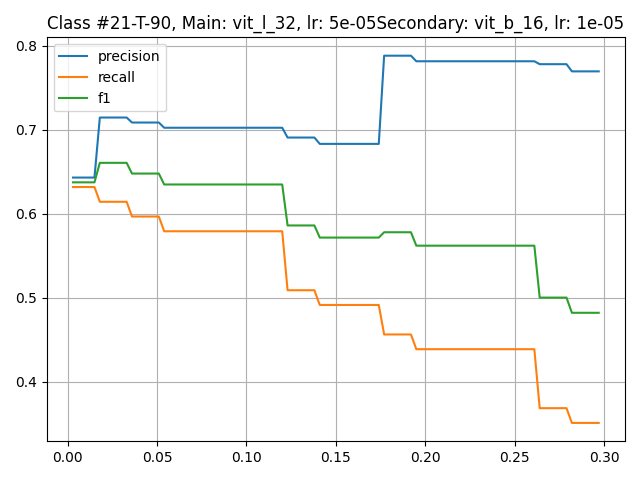 Class #21-T-90, Main: vit_l_32, lr: 5e-05Secondary: vit_b_16, lr: 1e-05
precision
recall
f1
0.8
0.7
0.6
0.5
0.4
0.00 0.05 0.10 0.15 0.20 0.25 0.30